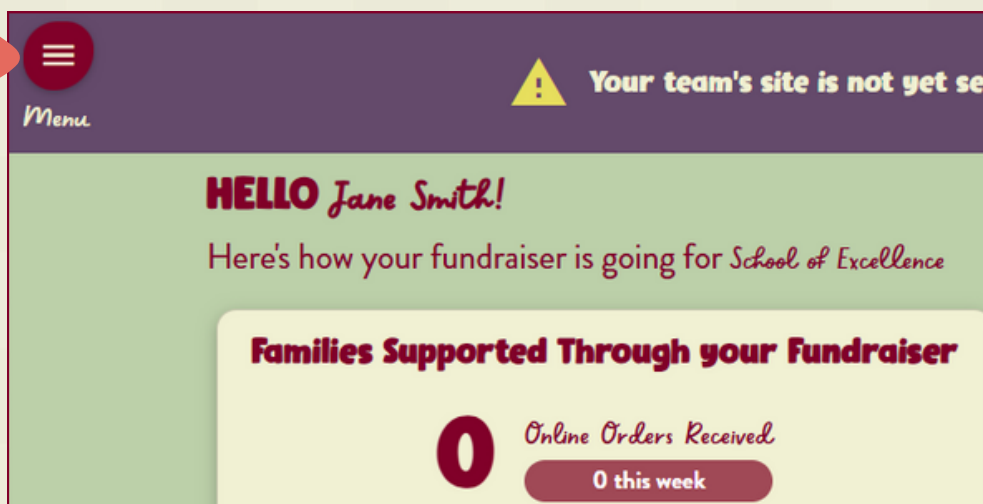 Menu
Your team's site is not yet se
HELLO Jane Smith!
Here's how your fundraiser is going for School of Excellence
Families Supported Through your Fundraiser
0
Online Orders Received
0 this week